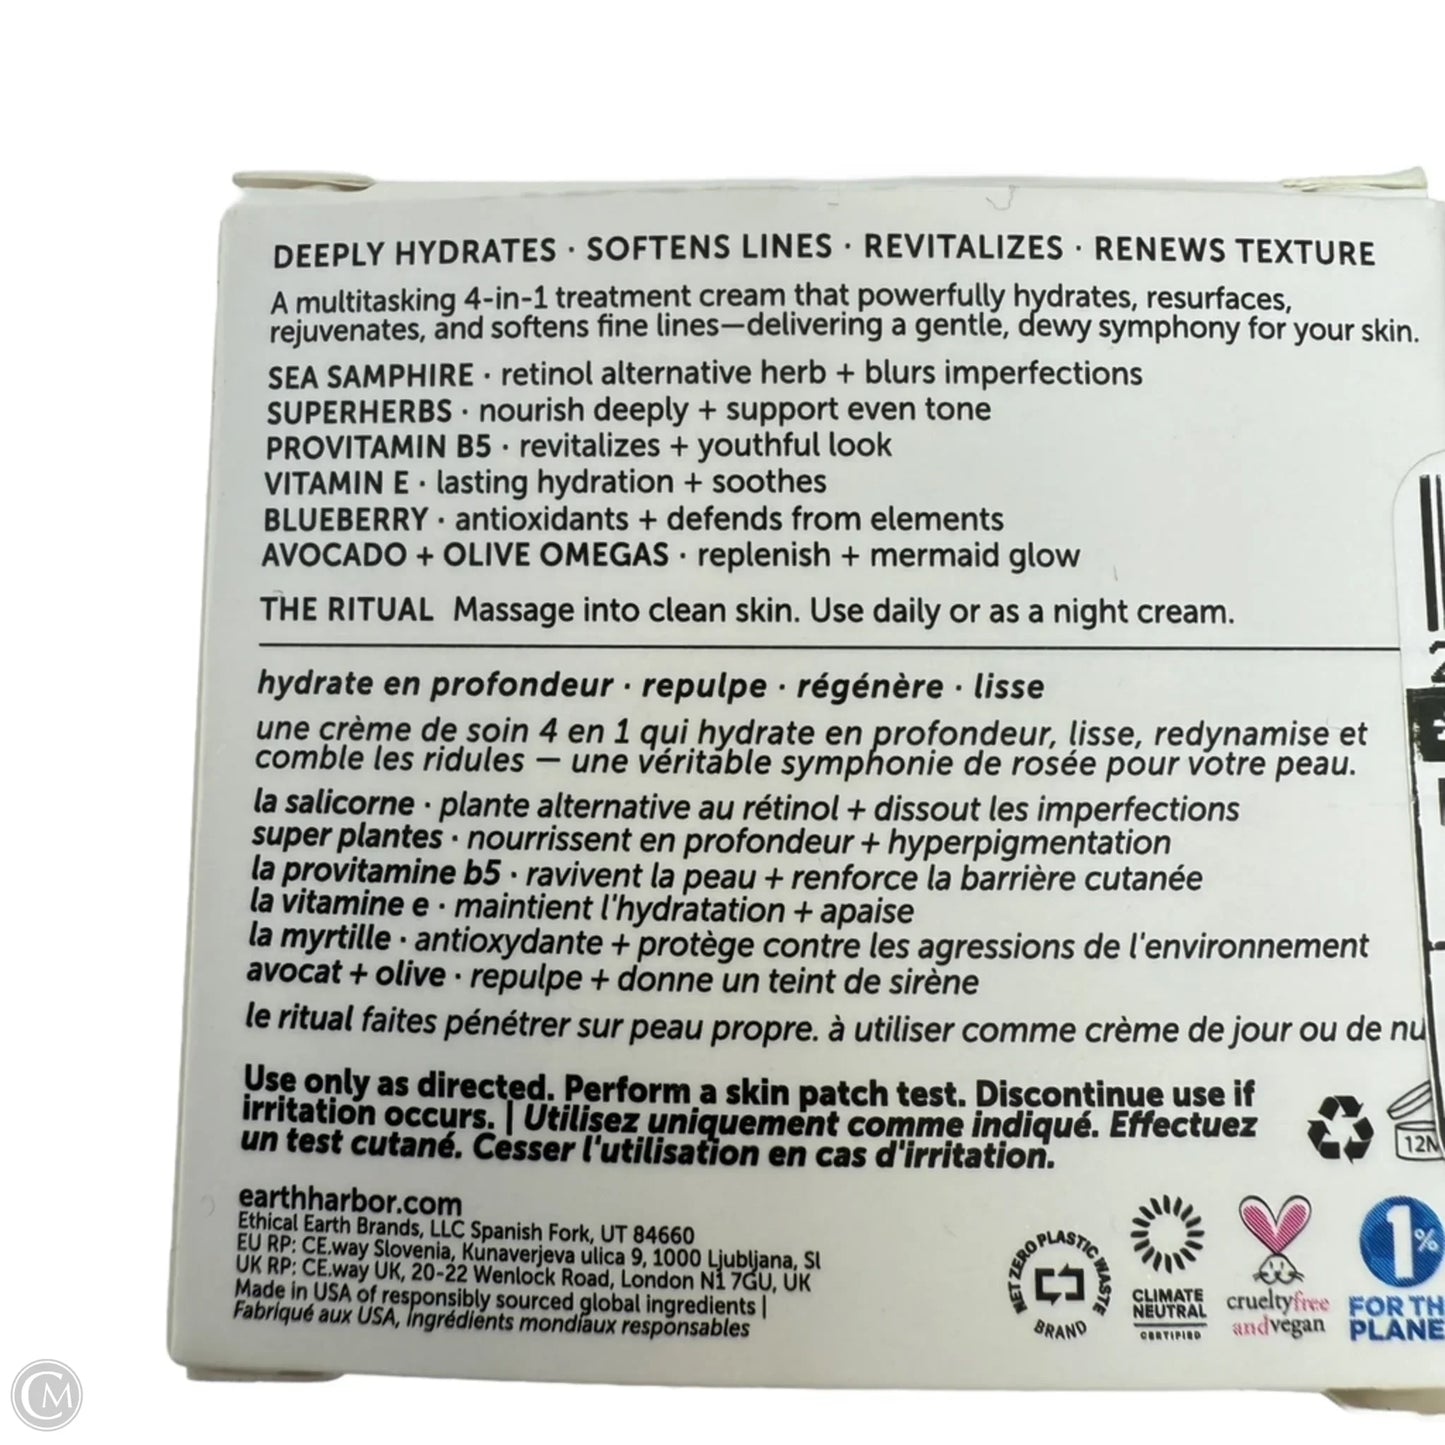 DEEPLY HYDRATES · SOFTENS LINES · REVITALIZES · RENEWS TEXTURE
A multitasking 4-in-1 treatment cream that powerfully hydrates, resurfaces,
rejuvenates, and softens fine lines—delivering a gentle, dewy symphony for your skin.
SEA SAMPHIRE · retinol alternative herb + blurs imperfections
SUPERHERBS · nourish deeply + support even tone
PROVITAMIN B5 · revitalizes + youthful look
VITAMIN E · lasting hydration + soothes
BLUEBERRY · antioxidants + defends from elements
AVOCADO + OLIVE OMEGAS · replenish + mermaid glow
THE RITUAL Massage into clean skin. Use daily or as a night cream.
hydrate en profondeur · repulpe · régénère · lisse
une crème de soin 4 en 1 qui hydrate en profondeur, lisse, redynamise et
comble les ridules — une véritable symphonie de rosée pour votre peau.
la salicorne · plante alternative au rétinol + dissout les imperfections
super plantes · nourrissent en profondeur + hyperpigmentation
la provitamine b5 · ravivent la peau + renforce la barrière cutanée
la vitamine e · maintient l'hydratation + apaise
la myrtille · antioxydante + protège contre les agressions de l'environnement
avocat + olive · repulpe + donne un teint de sirène
le ritual faites pénétrer sur peau propre. à utiliser comme crème de jour ou de nu
Use only as directed. Perform a skin patch test. Discontinue use if
irritation occurs. | Utilisez uniquement comme indiqué. Effectuez
un test cutané. Cesser l'utilisation en cas d'irritation.
12M
earthharbor.com
Ethical Earth Brands, LLC Spanish Fork, UT 84660
EU RP: CE.way Slovenia, Kunaverjeva ulica 9, 1000 Ljubljana, SI
UK RP: CE.way UK, 20-22 Wenlock Road, London N1 7GU, UK
Made in USA of responsibly sourced global ingredients |
Fabriqué aux USA, Ingrédients mondiaux responsables
NET ZERO PLASTIC WASTE
BRAND
CLIMATE
NEUTRAL
CERTIFIED
crueltyfree
andvegan
1%
FOR TH
PLANE
CM